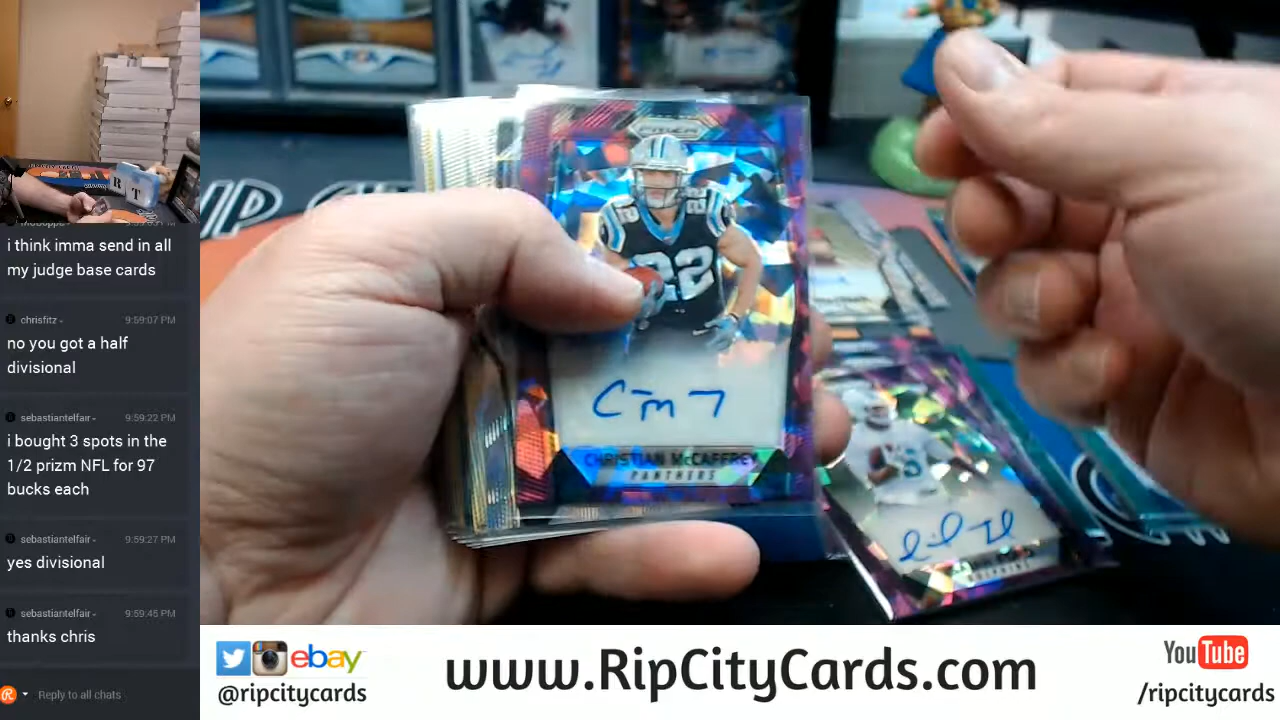 i think imma send in all
my judge base cards
chrisfitz
9:59:07 PM
no you got a half
divisional
sebastiantelfair
9:59:22 PM
i bought 3 spots in the
1/2 prizm NFL for 97
bucks each
sebastiantelfair
9:59:27 PM
yes divisional
sebastiantelfair
9:59:45 PM
thanks chris
Reply to all chats
R T
PRIZM
22
22
CHRISTIAN McCAFFREY
PANTHERS
ebay
@ripcitycards
www.RipCityCards.com
YouTube
/ripcitycards